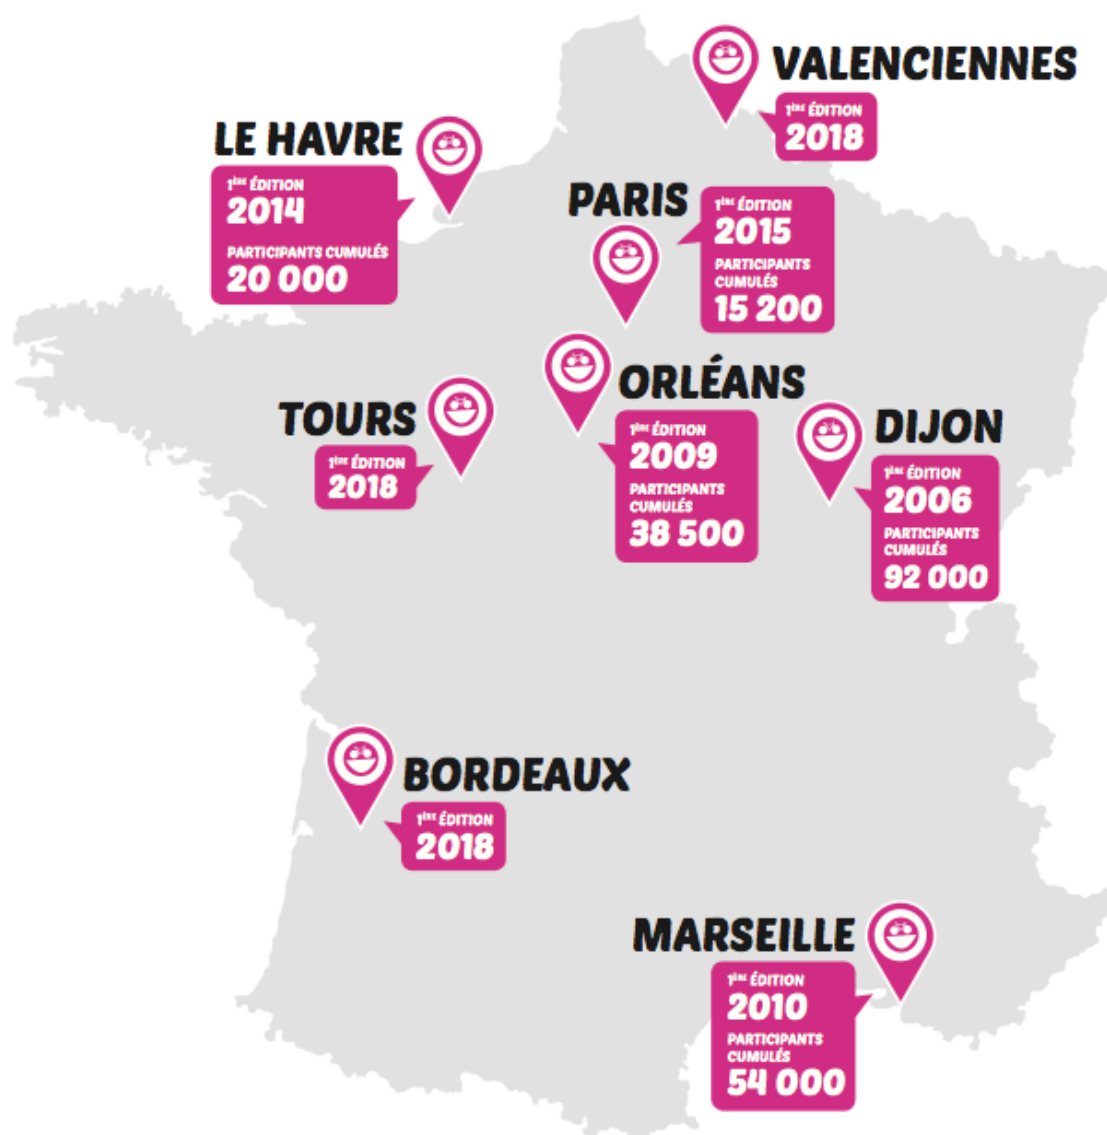 VALENCIENNES
1ÈRE ÉDITION
2018
LE HAVRE
1ÈRE ÉDITION
2014
PARTICIPANTS CUMULÉS
20 000
PARIS
1ÈRE ÉDITION
2015
PARTICIPANTS
CUMULÉS
15 200
ORLÉANS
1ÈRE ÉDITION
2009
PARTICIPANTS
CUMULÉS
38 500
TOURS
1ÈRE ÉDITION
2018
DIJON
1ÈRE ÉDITION
2006
PARTICIPANTS
CUMULÉS
92 000
BORDEAUX
1ÈRE ÉDITION
2018
MARSEILLE
1ÈRE ÉDITION
2010
PARTICIPANTS
CUMULÉS
54 000